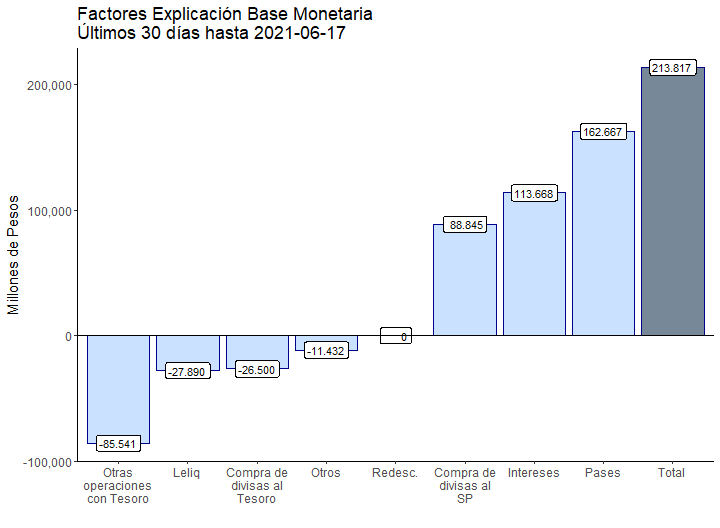 Factores Explicación Base Monetaria
Últimos 30 días hasta 2021-06-17
Millones de Pesos
200,000
100,000
0
-100,000
-85.541
-27.890
-26.500
-11.432
0
88.845
113.668
162.667
213.817
Otras
operaciones
con Tesoro
Leliq
Compra de
divisas al
Tesoro
Otros
Redesc.
Compra de
divisas al
SP
Intereses
Pases
Total